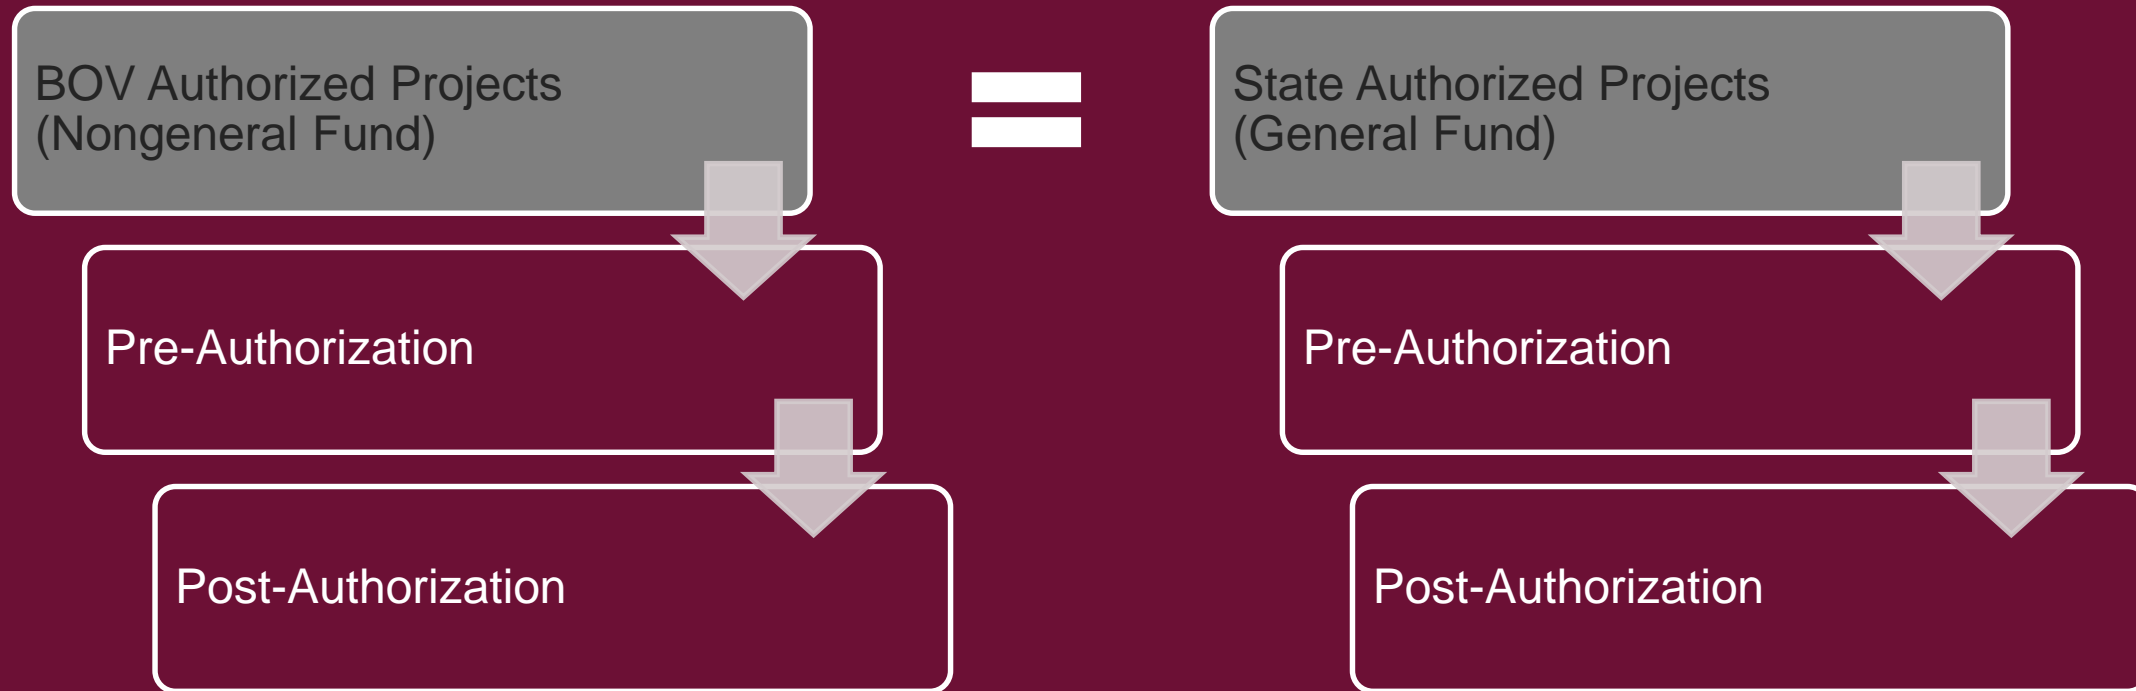 BOV Authorized Projects
(Nongeneral Fund)
Pre-Authorization
Post-Authorization
=
State Authorized Projects
(General Fund)
Pre-Authorization
Post-Authorization